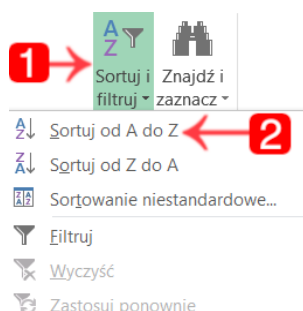 1
Sortuj i Znajdź i
filtruj zaznacz
Sortuj od A do Z
2
Sortuj od Z do A
Sortowanie niestandardowe...
Filtruj
Wyczyść
Zastosuj ponownie